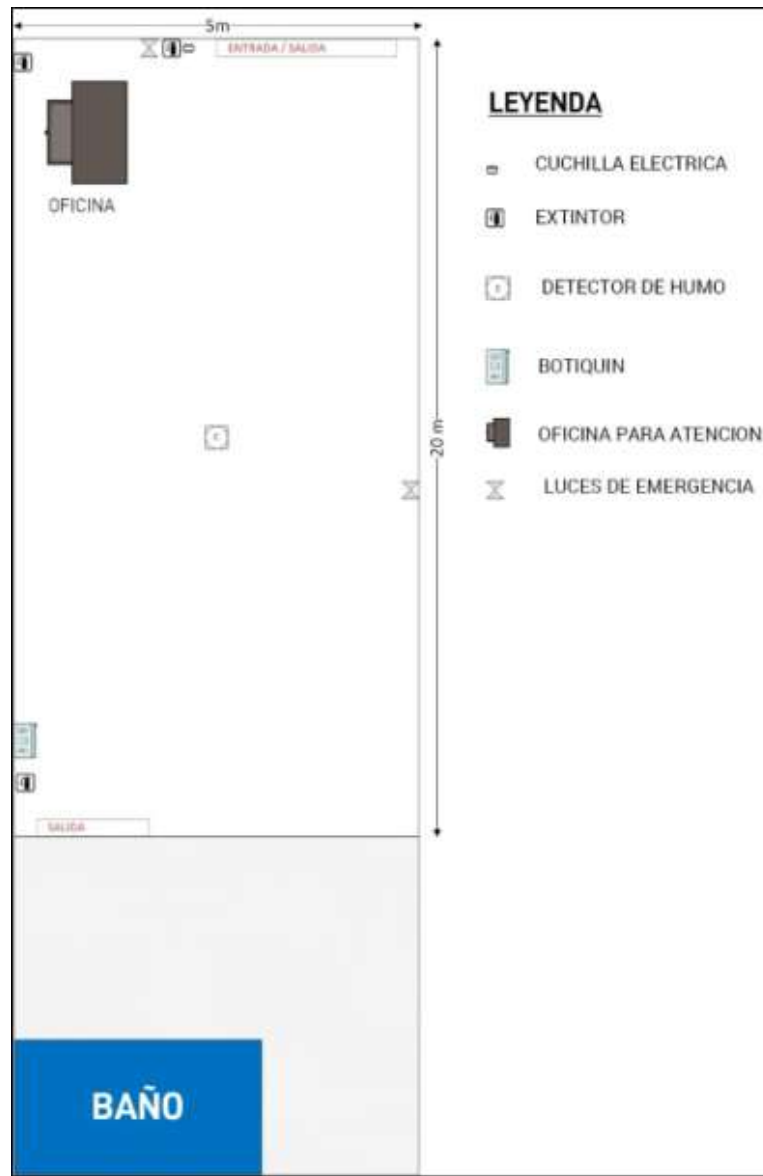 5m
ENTRADA / SALIDA
OFICINA
20 m
SALIDA
BAÑO
LEYENDA
CUCHILLA ELECTRICA
EXTINTOR
DETECTOR DE HUMO
BOTIQUIN
OFICINA PARA ATENCION
LUCES DE EMERGENCIA